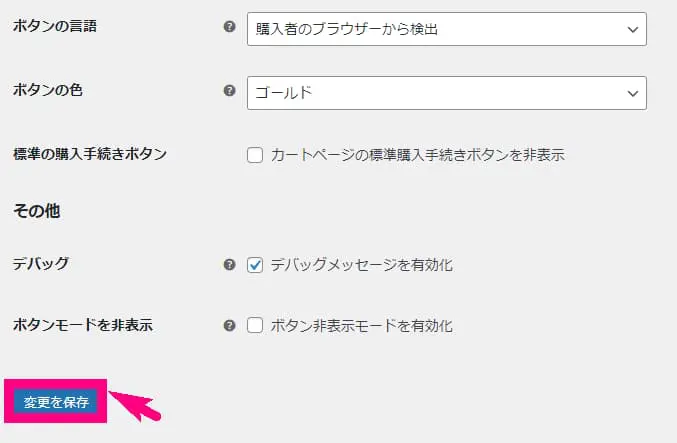 ボタンの言語 ? 購入者のブラウザーから検出
ボタンの色 ? ゴールド
標準の購入手続きボタン カートページの標準購入手続きボタンを非表示
その他
デバッグ ? デバッグメッセージを有効化
ボタンモードを非表示 ? ボタン非表示モードを有効化
変更を保存